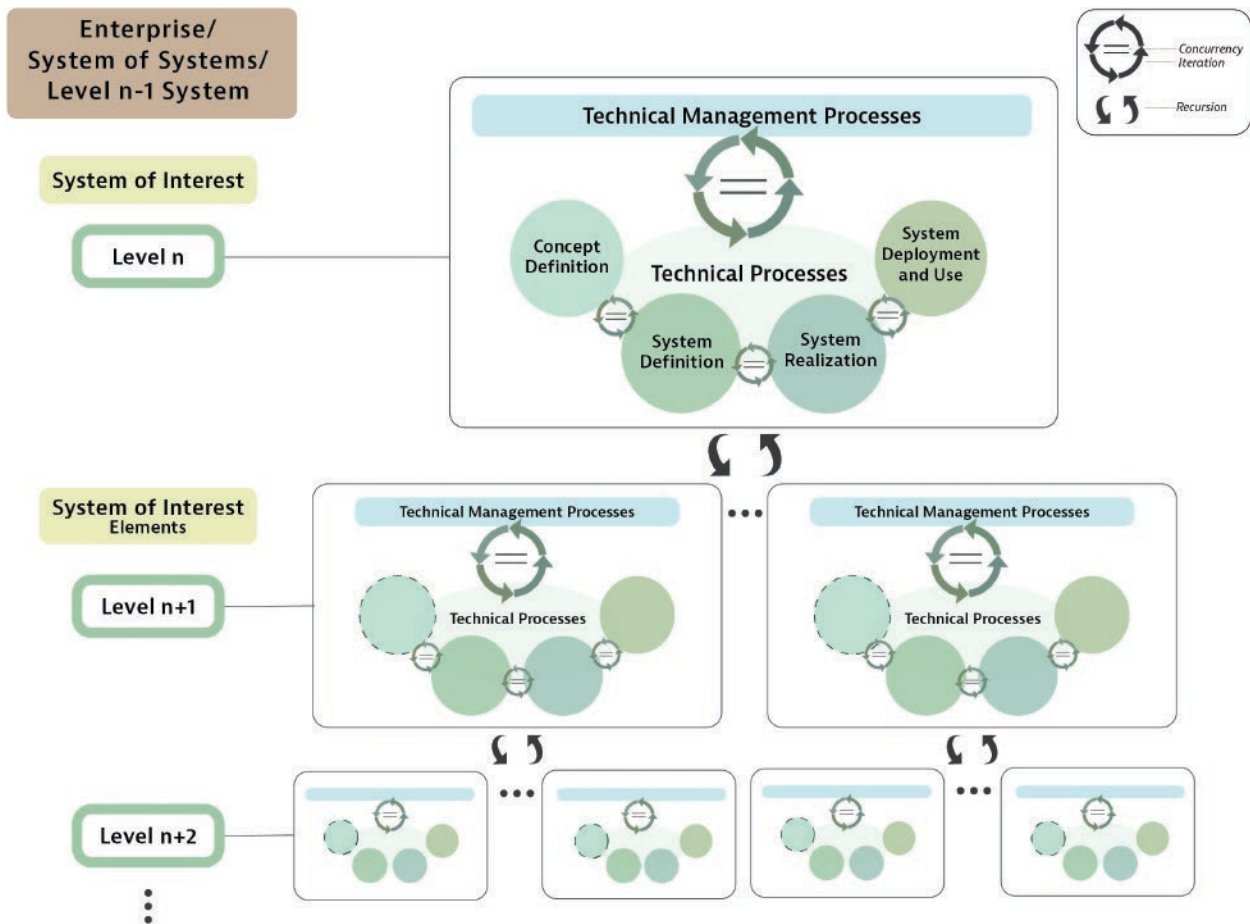 Enterprise/
System of Systems/
Level n-1 System
Concurrency
Iteration
Recursion
System of Interest
Level n
Technical Management Processes
Concept
Definition
System
Deployment
and Use
Technical Processes
System
Definition
System
Realization
System of Interest
Elements
Level n+1
Technical Management Processes
Technical Processes
Technical Management Processes
Technical Processes
Level n+2